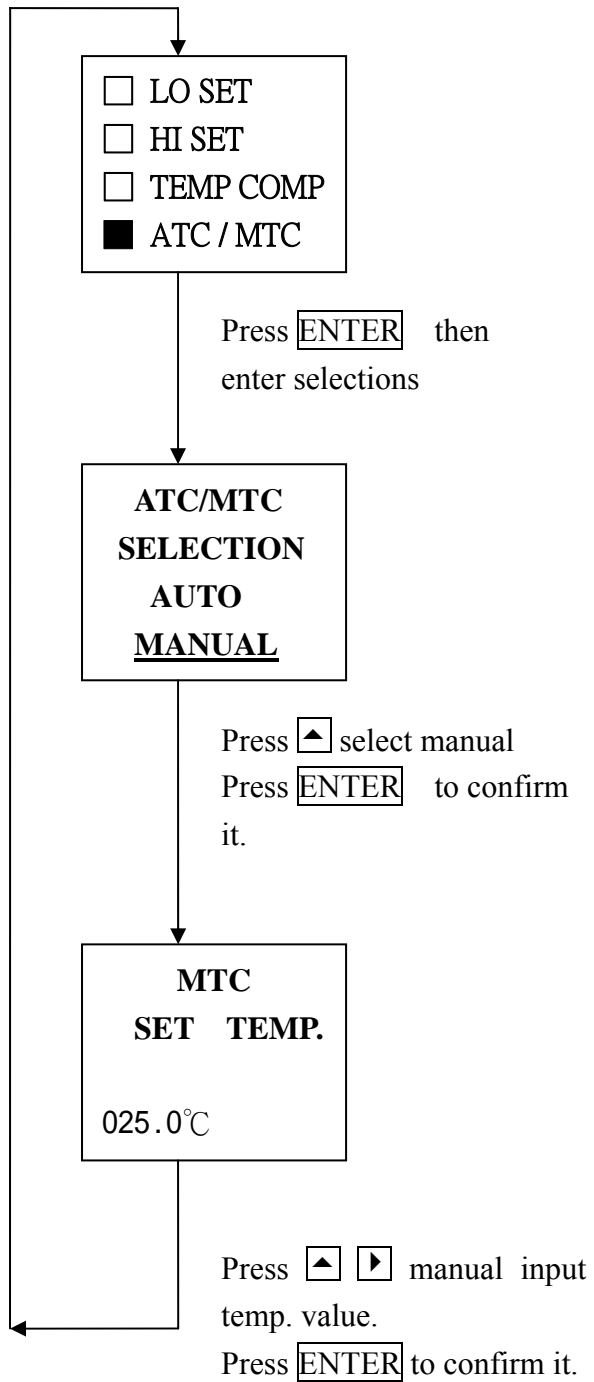 □ LO SET
□ HI SET
□ TEMP COMP
■ ATC / MTC
Press ENTER then
enter selections
ATC/MTC
SELECTION
AUTO
MANUAL
Press ▲ select manual
Press ENTER to confirm
it.
MTC
SET TEMP.
025.0℃
Press ▲ ▶ manual input
temp. value.
Press ENTER to confirm it.